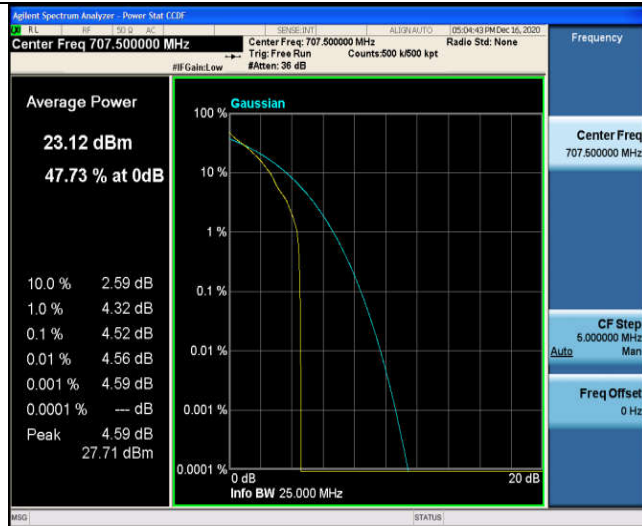 Agilent Spectrum Analyzer - Power Stat CCDF
RL RF 50 Ω AC SENSE:INT ALIGN AUTO 05:04:43 PM Dec 16, 2020
Center Freq 707.500000 MHz
Center Freq: 707.500000 MHz Radio Std: None
Trig: Free Run Counts:500 k/500 kpt
#IFGain:Low #Atten: 36 dB
Frequency
Average Power
23.12 dBm
47.73 % at 0dB
10.0 % 2.59 dB
1.0 % 4.32 dB
0.1 % 4.52 dB
0.01 % 4.56 dB
0.001 % 4.59 dB
0.0001 % --- dB
Peak 4.59 dB
27.71 dBm
Gaussian
100 %
10 %
1 %
0.1 %
0.01 %
0.001 %
0.0001 %
0 dB 20 dB
Info BW 25.000 MHz
Center Freq
707.500000 MHz
CF Step
5.000000 MHz
Auto Man
Freq Offset
0 Hz
MSG STATUS